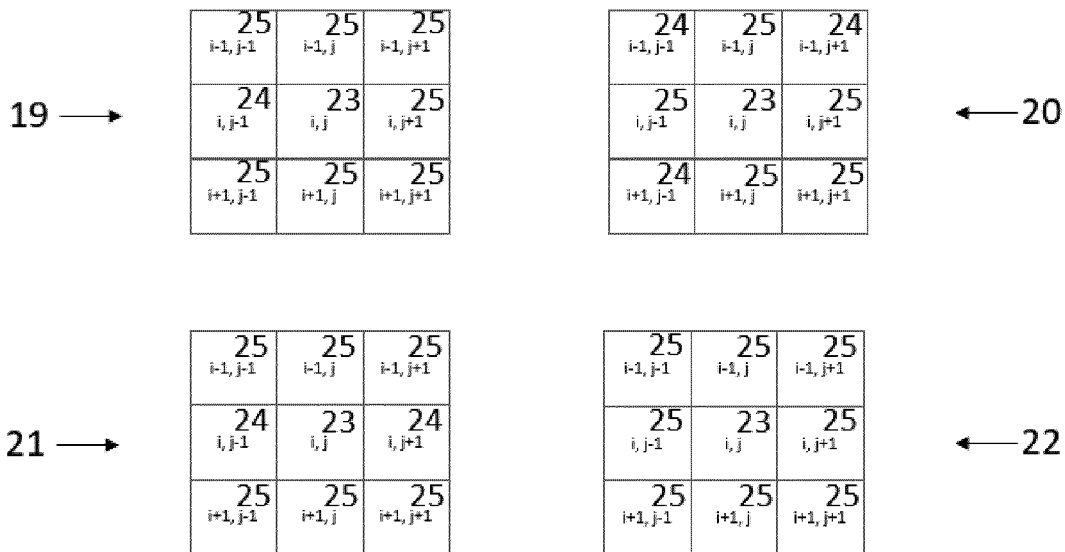 25 25 25 24 25 24
i-1, j-1 i-1, j i-1, j+1 i-1, j-1 i-1, j i-1, j+1
19 24 23 25 25 23 25 20
i, j-1 i, j i, j+1 i, j-1 i, j i, j+1
25 25 25 24 25 25
i+1, j-1 i+1, j i+1, j+1 i+1, j-1 i+1, j i+1, j+1
25 25 25 25 25 25
i-1, j-1 i-1, j i-1, j+1 i-1, j-1 i-1, j i-1, j+1
21 24 23 24 25 23 25 22
i, j-1 i, j i, j+1 i, j-1 i, j i, j+1
25 25 25 25 25 25
i+1, j-1 i+1, j i+1, j+1 i+1, j-1 i+1, j i+1, j+1